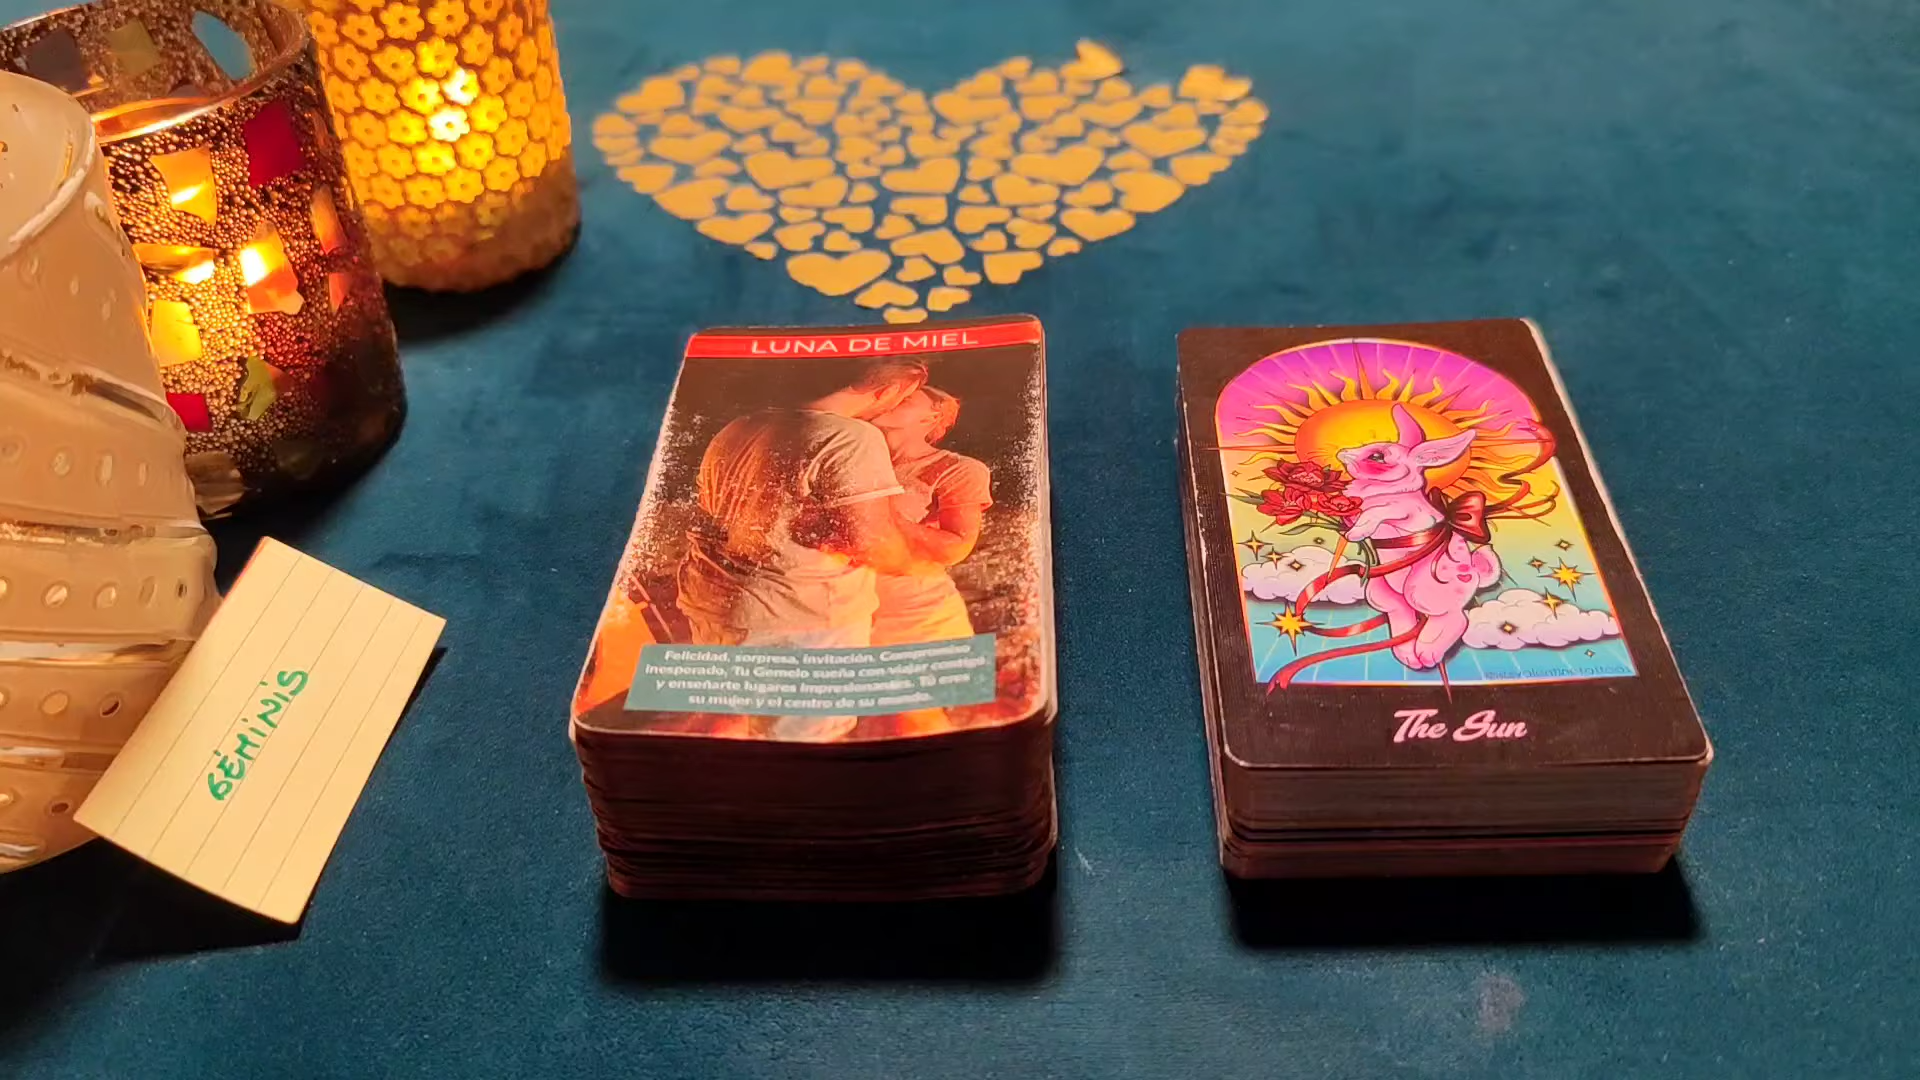 LUNA DE MIEL
Felicidad, sorpresa, invitación. Compromiso
inesperado, Tu Gemelo sueña con viajar contigo
y enseñarte lugares impresionantes. Tú eres
su mujer y el centro de su mundo.
The Sun
GÉMINIS